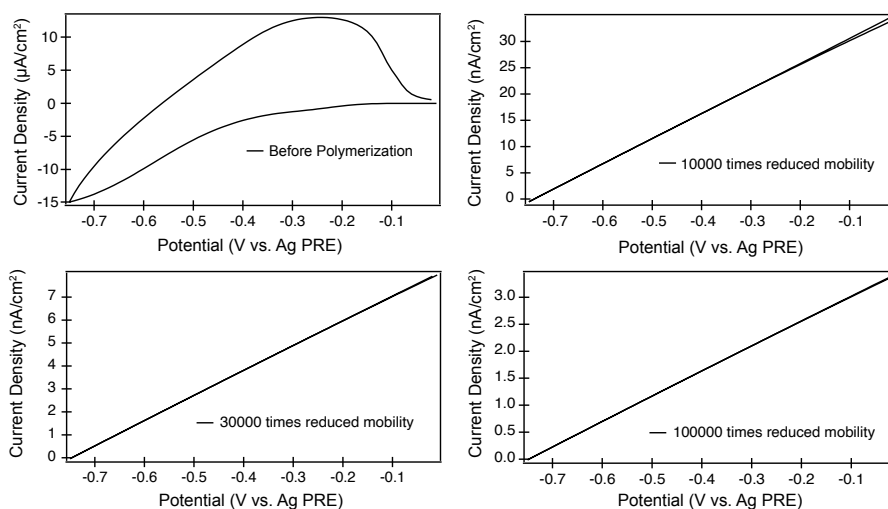 Current Density (µA/cm²)
10
5
0
-5
-10
-15
Before Polymerization
-0.7 -0.6 -0.5 -0.4 -0.3 -0.2 -0.1
Potential (V vs. Ag PRE)
Current Density (nA/cm²)
30
25
20
15
10
5
0
10000 times reduced mobility
-0.7 -0.6 -0.5 -0.4 -0.3 -0.2 -0.1
Potential (V vs. Ag PRE)
Current Density (nA/cm²)
7
6
5
4
3
2
1
0
30000 times reduced mobility
-0.7 -0.6 -0.5 -0.4 -0.3 -0.2 -0.1
Potential (V vs. Ag PRE)
Current Density (nA/cm²)
3.0
2.5
2.0
1.5
1.0
0.5
0.0
100000 times reduced mobility
-0.7 -0.6 -0.5 -0.4 -0.3 -0.2 -0.1
Potential (V vs. Ag PRE)